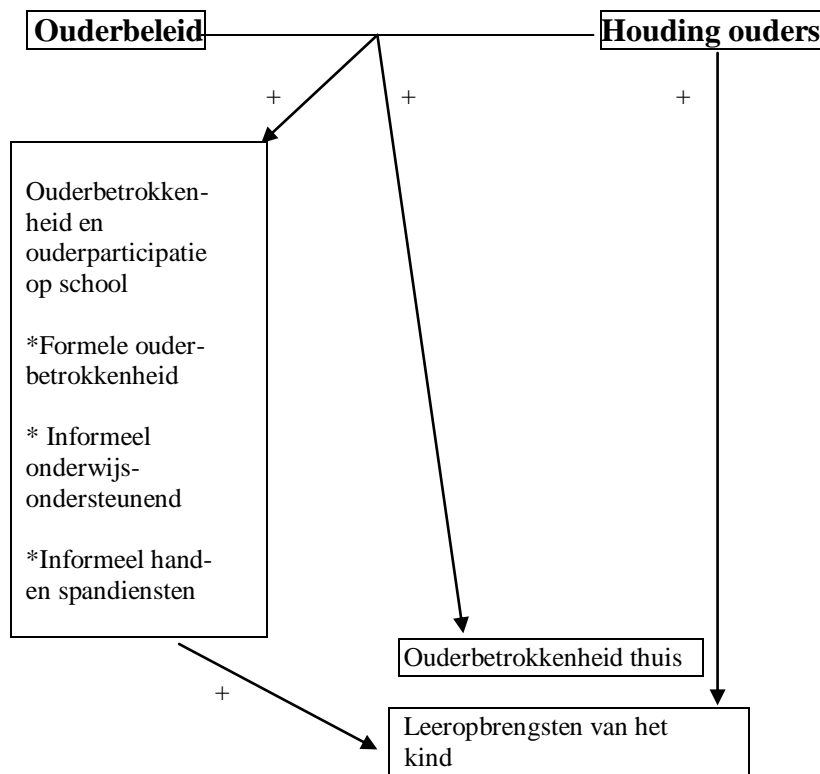 Ouderbeleid
Houding ouders
+
+
+
Ouderbetrokken-
heid en
ouderparticipatie
op school
*Formele ouder-
betrokkenheid
* Informeel
onderwijs-
ondersteunend
*Informeel hand-
en spandiensten
Ouderbetrokkenheid thuis
+
Leeropbrengsten van het
kind